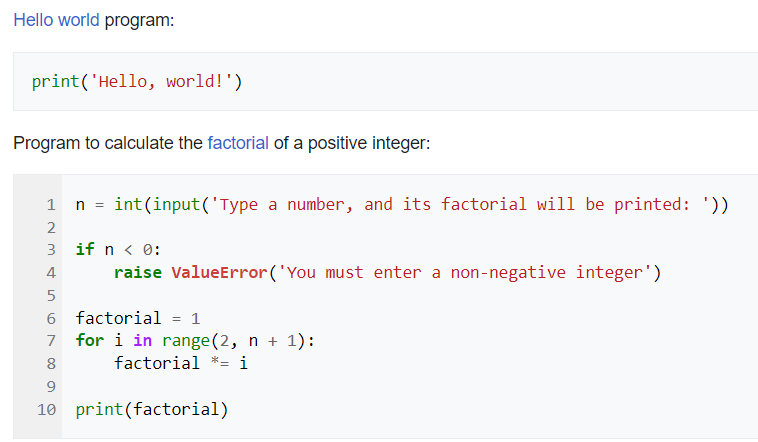 Hello world program:
print('Hello, world!')
Program to calculate the factorial of a positive integer:
1 n = int(input('Type a number, and its factorial will be printed: '))
2
3 if n < 0:
4     raise ValueError('You must enter a non-negative integer')
5
6 factorial = 1
7 for i in range(2, n + 1):
8     factorial *= i
9
10 print(factorial)